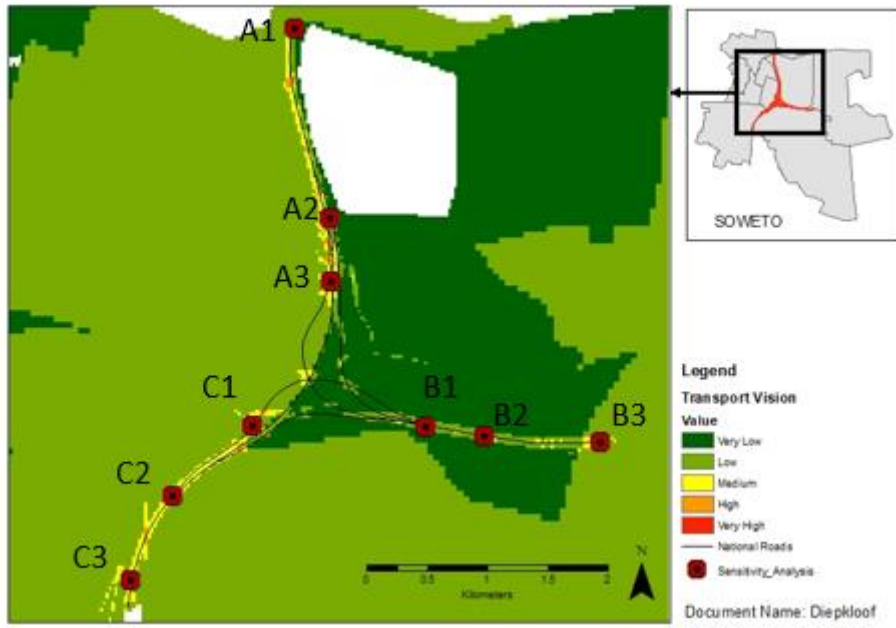 A1
A2
A3
C1
B1
B2
B3
C2
C3
0 0.5 1 1.5 2
Kilometers
N
SOWETO
Legend
Transport Vision
Value
Very Low
Low
Medium
High
Very High
National Roads
Sensitivity_Analysis
Document Name: Diepkloof